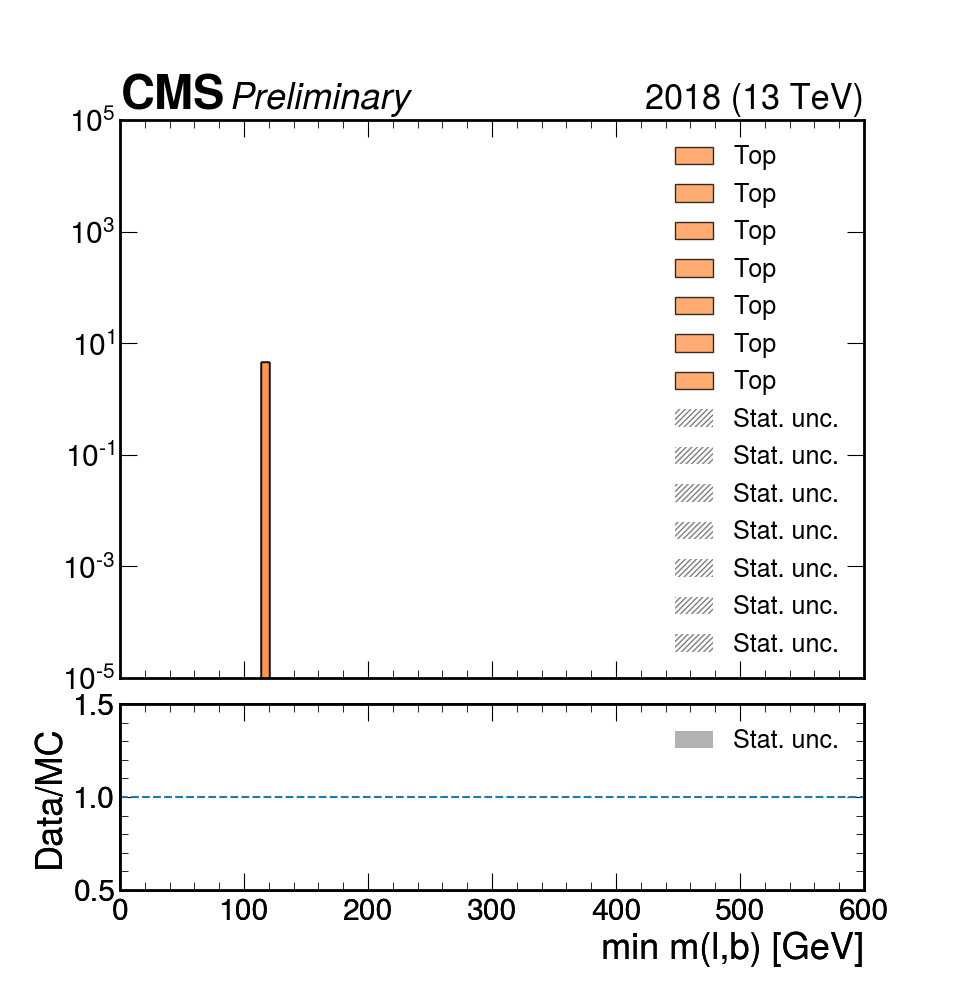 CMS Preliminary 2018 (13 TeV)
10^5
10^3
10^1
10^-1
10^-3
10^-5
Top
Top
Top
Top
Top
Top
Top
Stat. unc.
Stat. unc.
Stat. unc.
Stat. unc.
Stat. unc.
Stat. unc.
Stat. unc.
Data/MC
1.5
1.0
0.5
Stat. unc.
0 100 200 300 400 500 600
min m(l,b) [GeV]